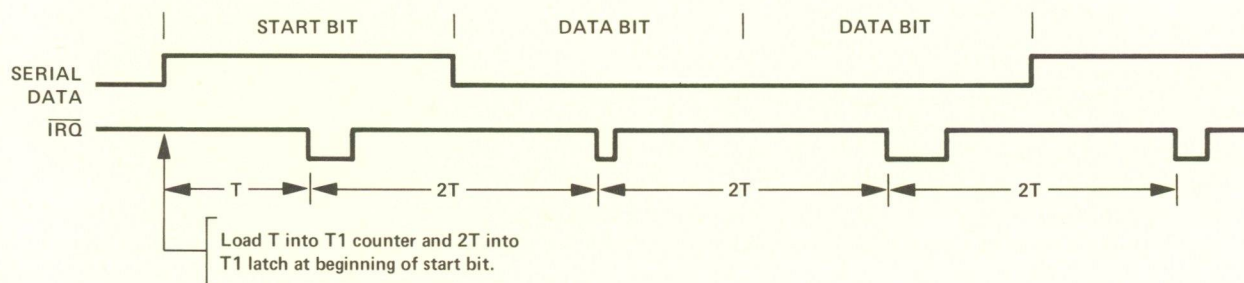 START BIT DATA BIT DATA BIT
SERIAL
DATA
IRQ
T 2T 2T 2T
Load T into T1 counter and 2T into
T1 latch at beginning of start bit.